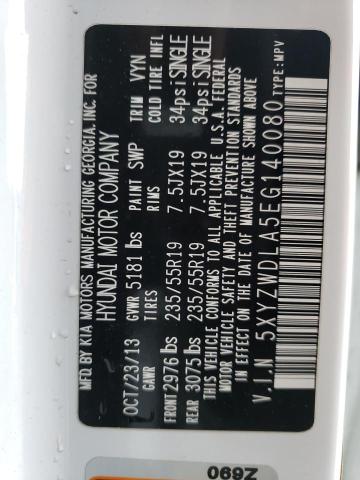 MFD.BY KIA MOTORS MANUFACTURING GEORGIA, INC. FOR
HYUNDAI MOTOR COMPANY
OCT/23/13 GVWR 5181 lbs PAINT SWP TRIM VYN
GAWR TIRES COLD TIRE INFL
FRONT 2976 lbs 235/55R19 7.5JX19 34psi SINGLE
REAR 3075 lbs 235/55R19 7.5JX19 34psi SINGLE
THIS VEHICLE CONFORMS TO ALL APPLICABLE U.S.A. FEDERAL
MOTOR VEHICLE SAFETY AND THEFT PREVENTION STANDARDS
IN EFFECT ON THE DATE OF MANUFACTURE SHOWN ABOVE
V.I.N 5XYZWDLA5EG140080 TYPE:MPV
Z690